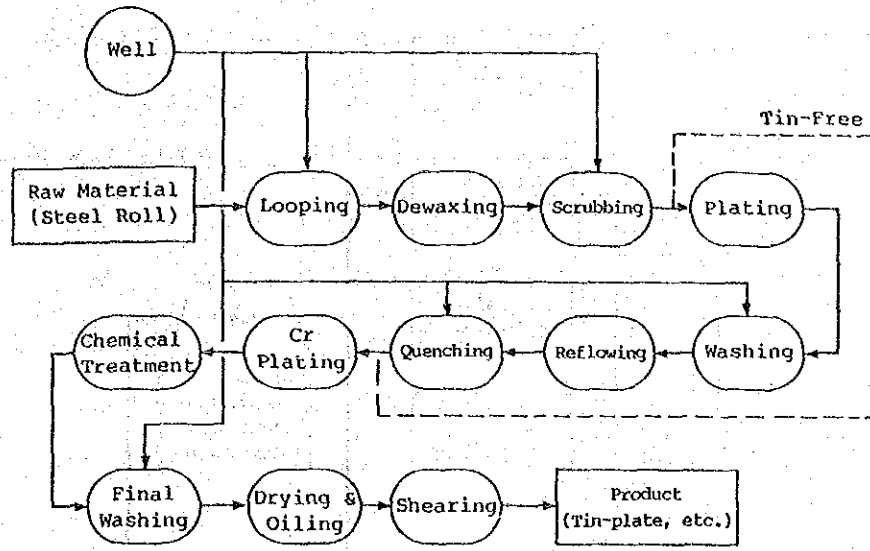 Well
Tin-Free
Raw Material
(Steel Roll)
Looping
Dewaxing
Scrubbing
Plating
Chemical
Treatment
Cr
Plating
Quenching
Reflowing
Washing
Final
Washing
Drying &
Oiling
Shearing
Product
(Tin-plate, etc.)